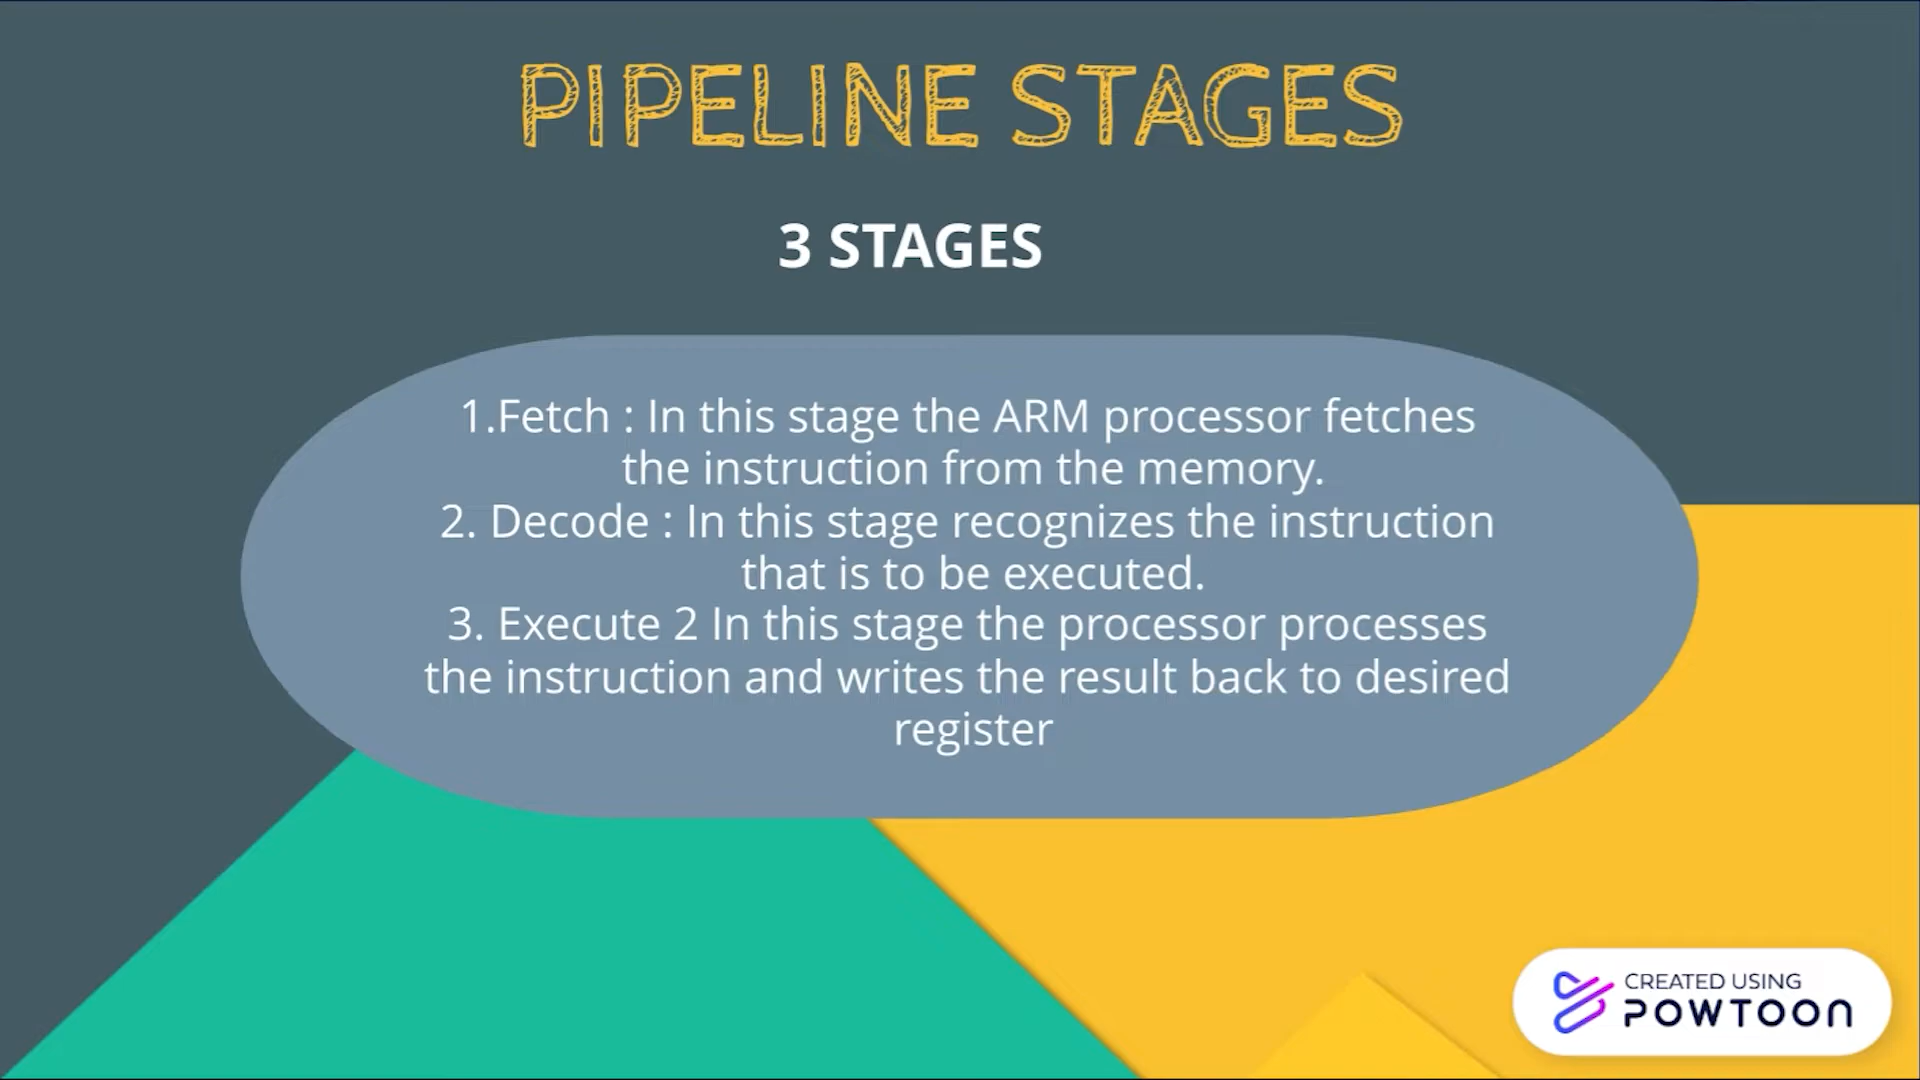 PIPELINE STAGES
3 STAGES
1.Fetch : In this stage the ARM processor fetches
the instruction from the memory.
2. Decode : In this stage recognizes the instruction
that is to be executed.
3. Execute 2 In this stage the processor processes
the instruction and writes the result back to desired
register
CREATED USING
POWTOON